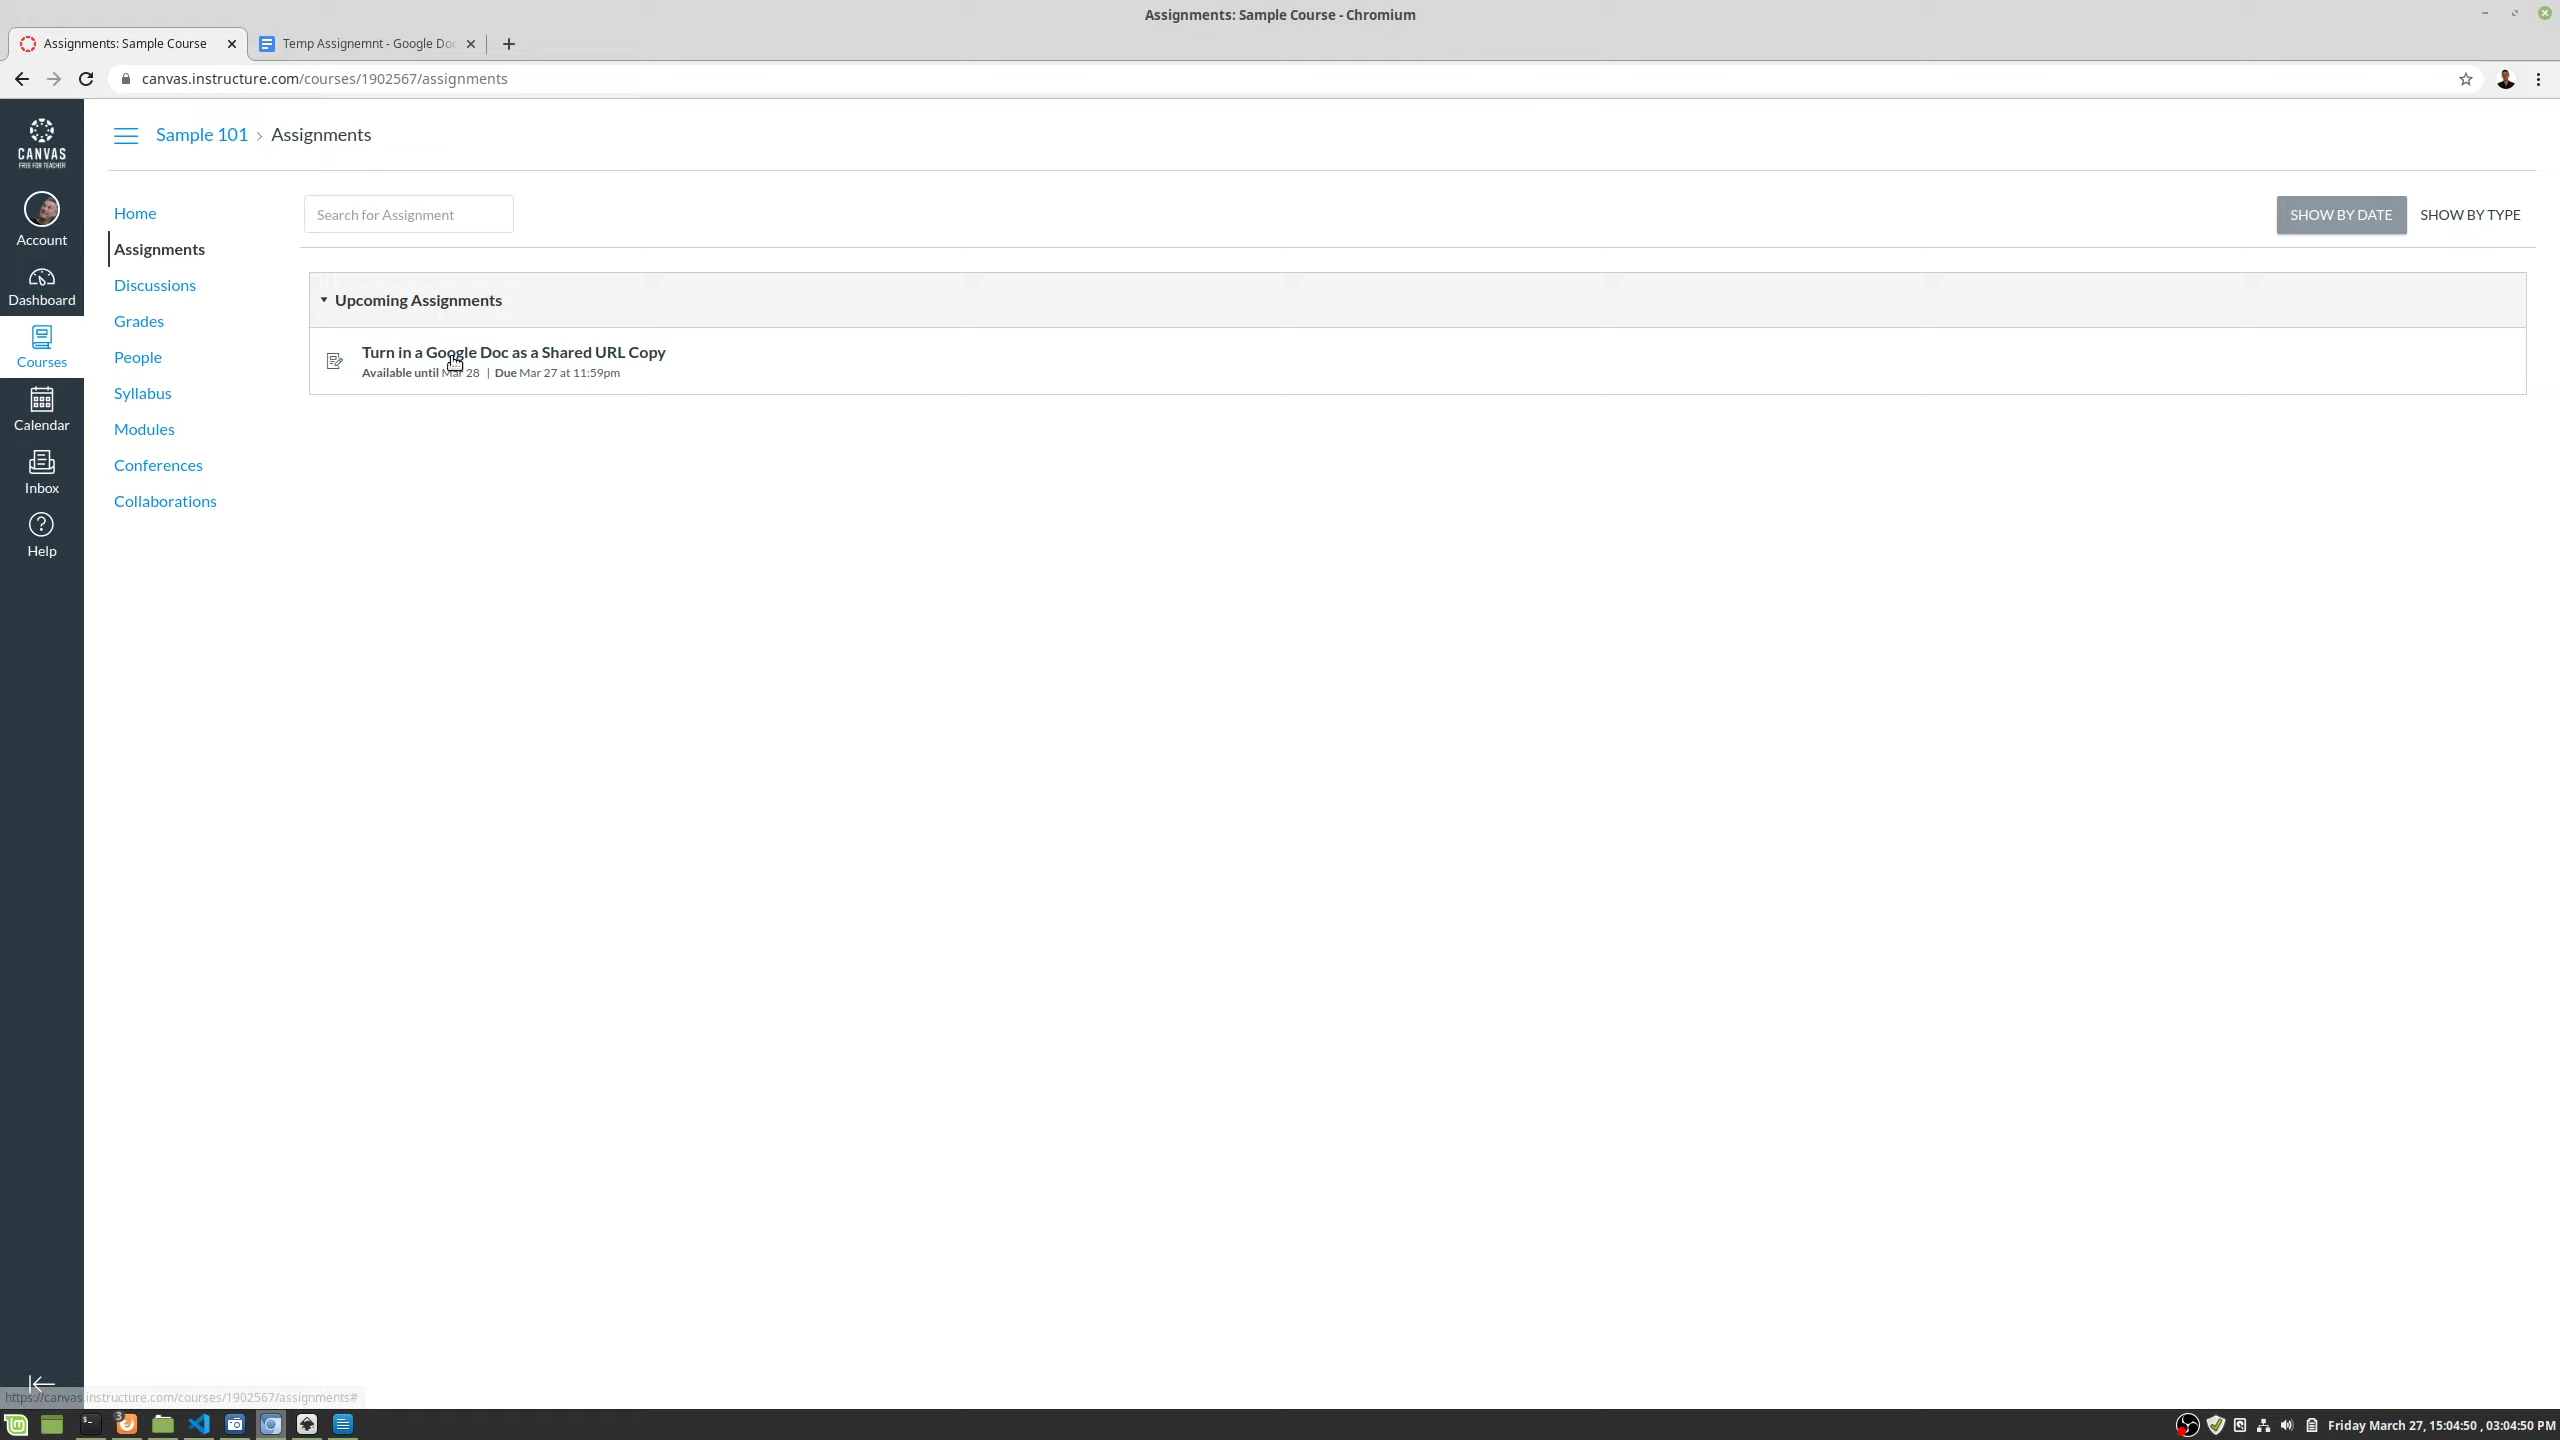 Assignments: Sample Course - Chromium
Assignments: Sample Course
Temp Assignemnt - Google Doc
canvas.instructure.com/courses/1902567/assignments
CANVAS
FREE FOR TEACHER
Account
Dashboard
Courses
Calendar
Inbox
Help
Sample 101 › Assignments
Home
Assignments
Discussions
Grades
People
Syllabus
Modules
Conferences
Collaborations
Search for Assignment
SHOW BY DATE
SHOW BY TYPE
Upcoming Assignments
Turn in a Google Doc as a Shared URL Copy
Available until Mar 28 | Due Mar 27 at 11:59pm
https://canvas.instructure.com/courses/1902567/assignments#
3
Friday March 27, 15:04:50 , 03:04:50 PM